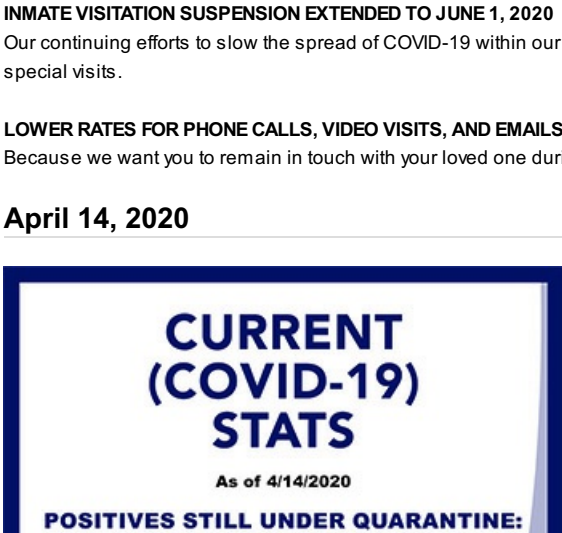 INMATE VISITATION SUSPENSION EXTENDED TO JUNE 1, 2020
Our continuing efforts to slow the spread of COVID-19 within our
special visits.
LOWER RATES FOR PHONE CALLS, VIDEO VISITS, AND EMAILS
Because we want you to remain in touch with your loved one
April 14, 2020
CURRENT
(COVID-19)
STATS
As of 4/14/2020
POSITIVES STILL UNDER QUARANTINE: